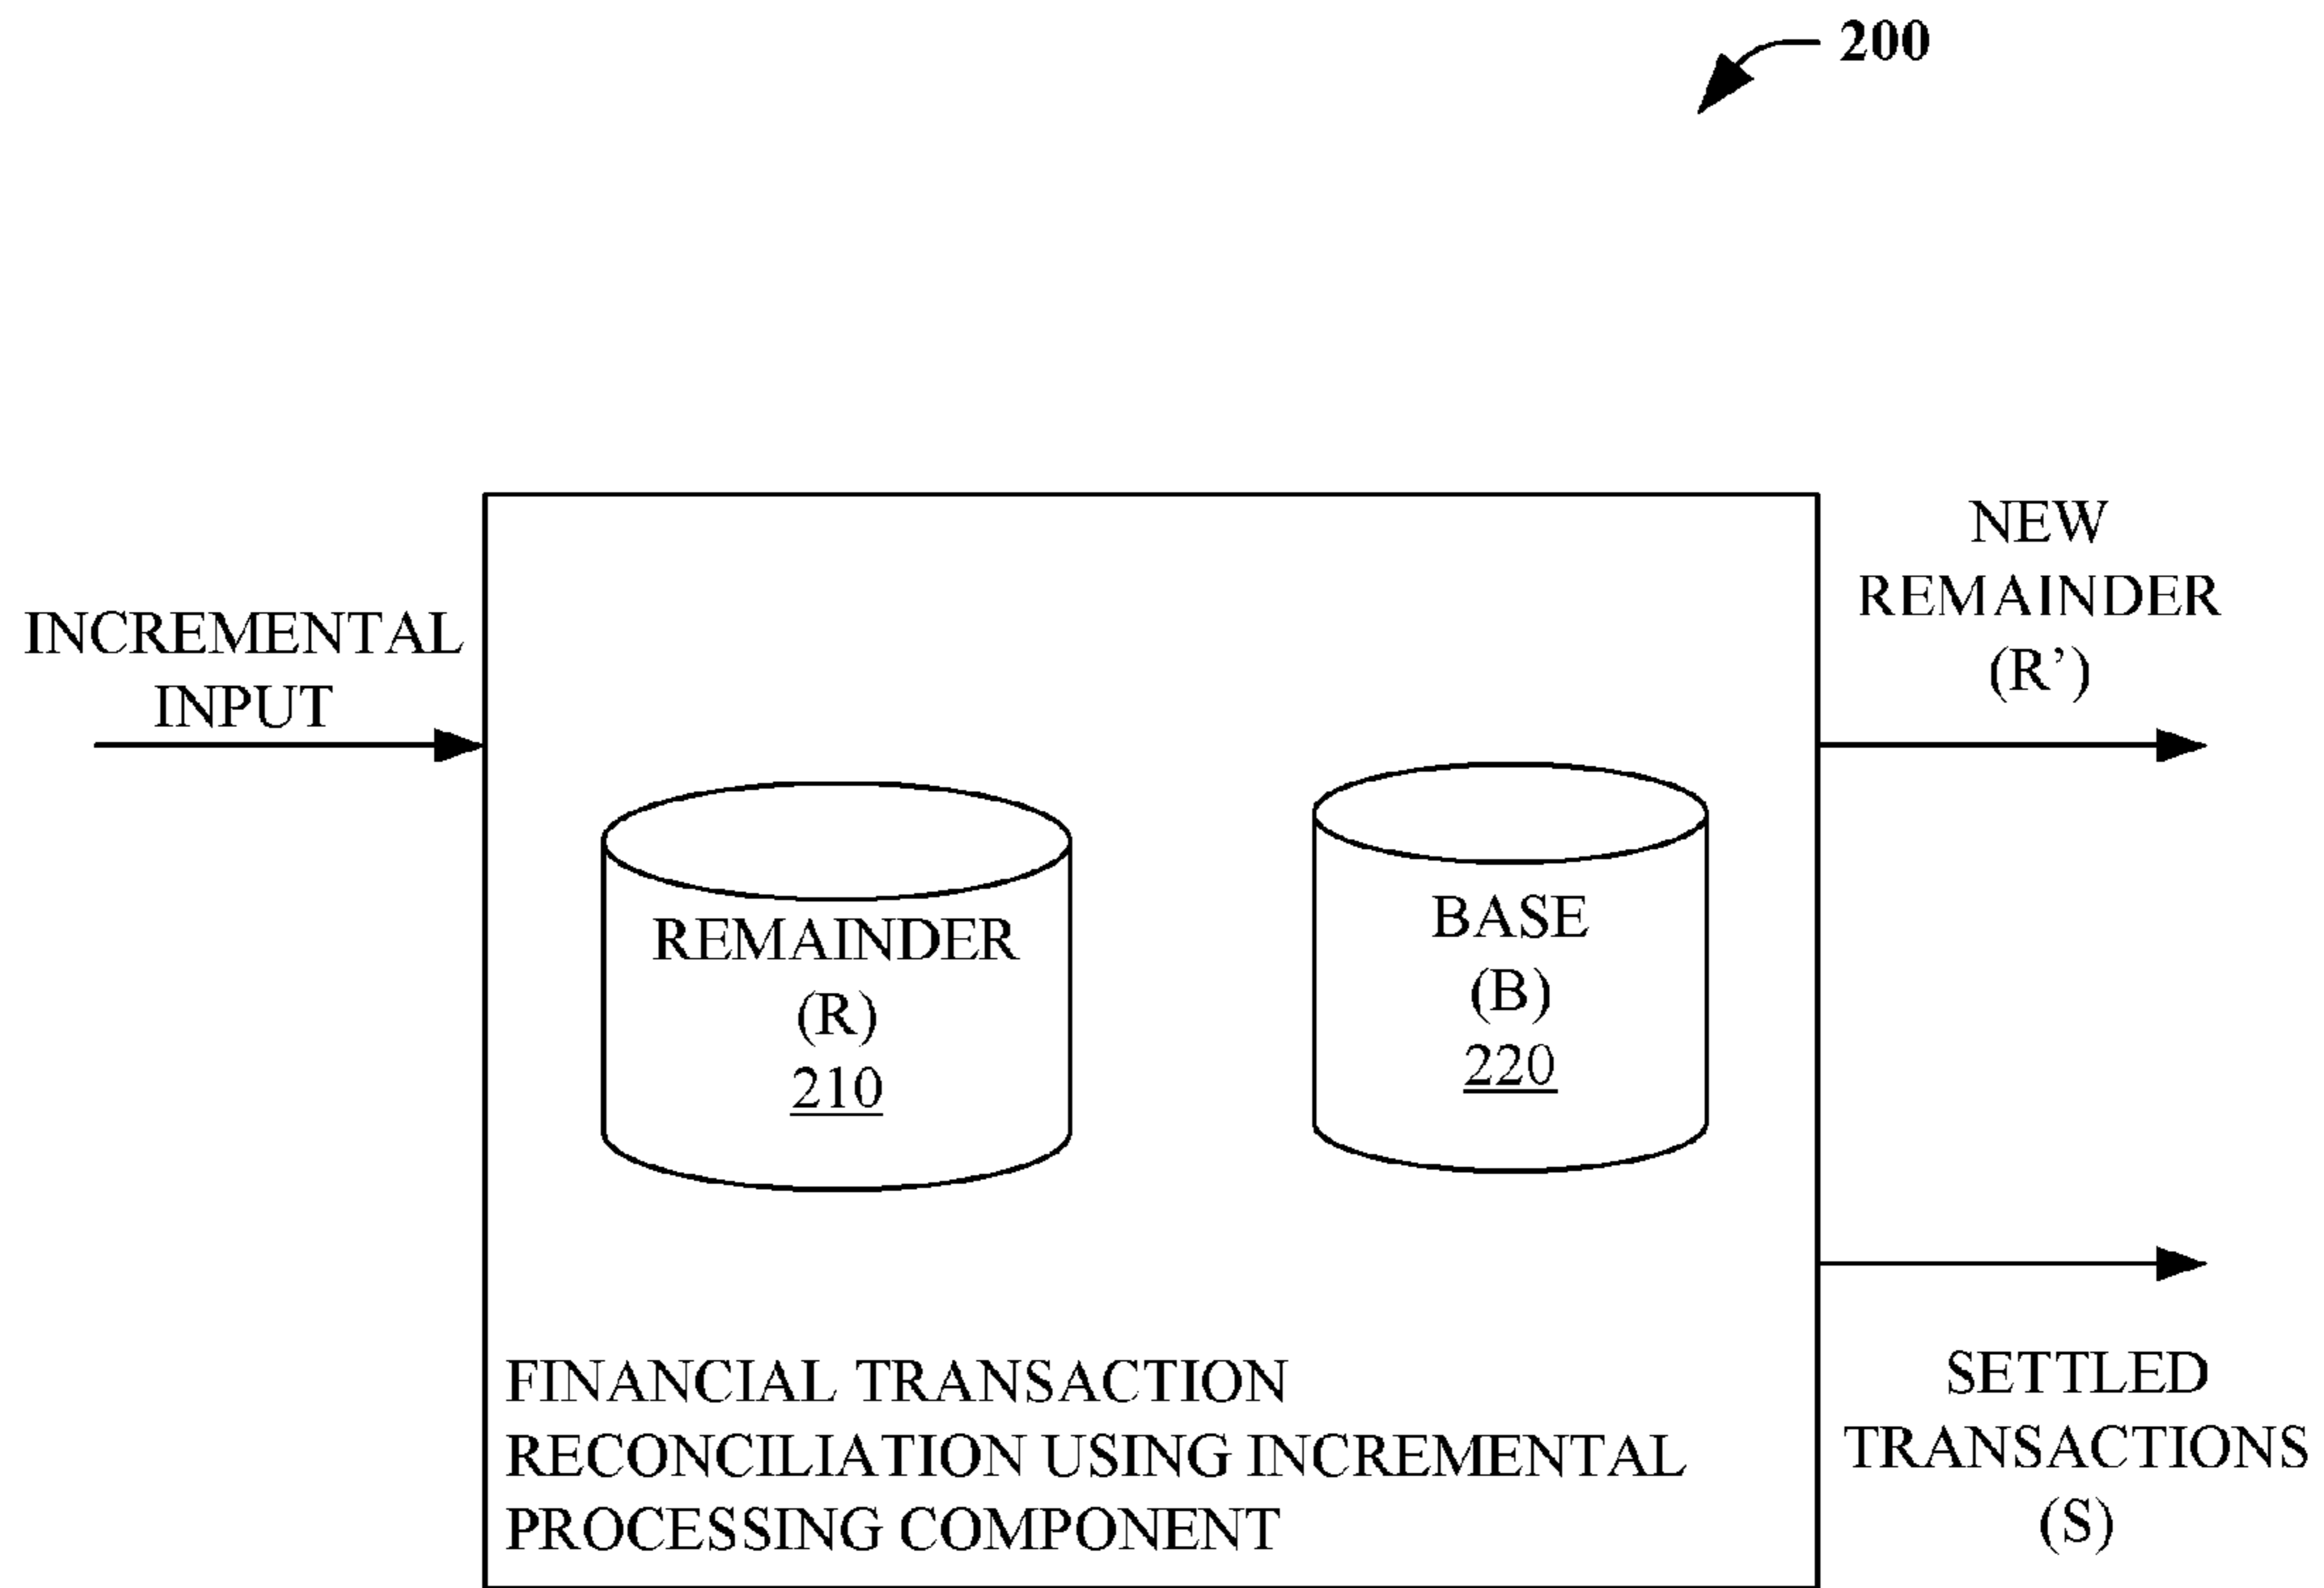 200
INCREMENTAL
INPUT
NEW
REMAINDER
(R’)
REMAINDER
(R)
210
BASE
(B)
220
FINANCIAL TRANSACTION
RECONCILIATION USING INCREMENTAL
PROCESSING COMPONENT
SETTLED
TRANSACTIONS
(S)